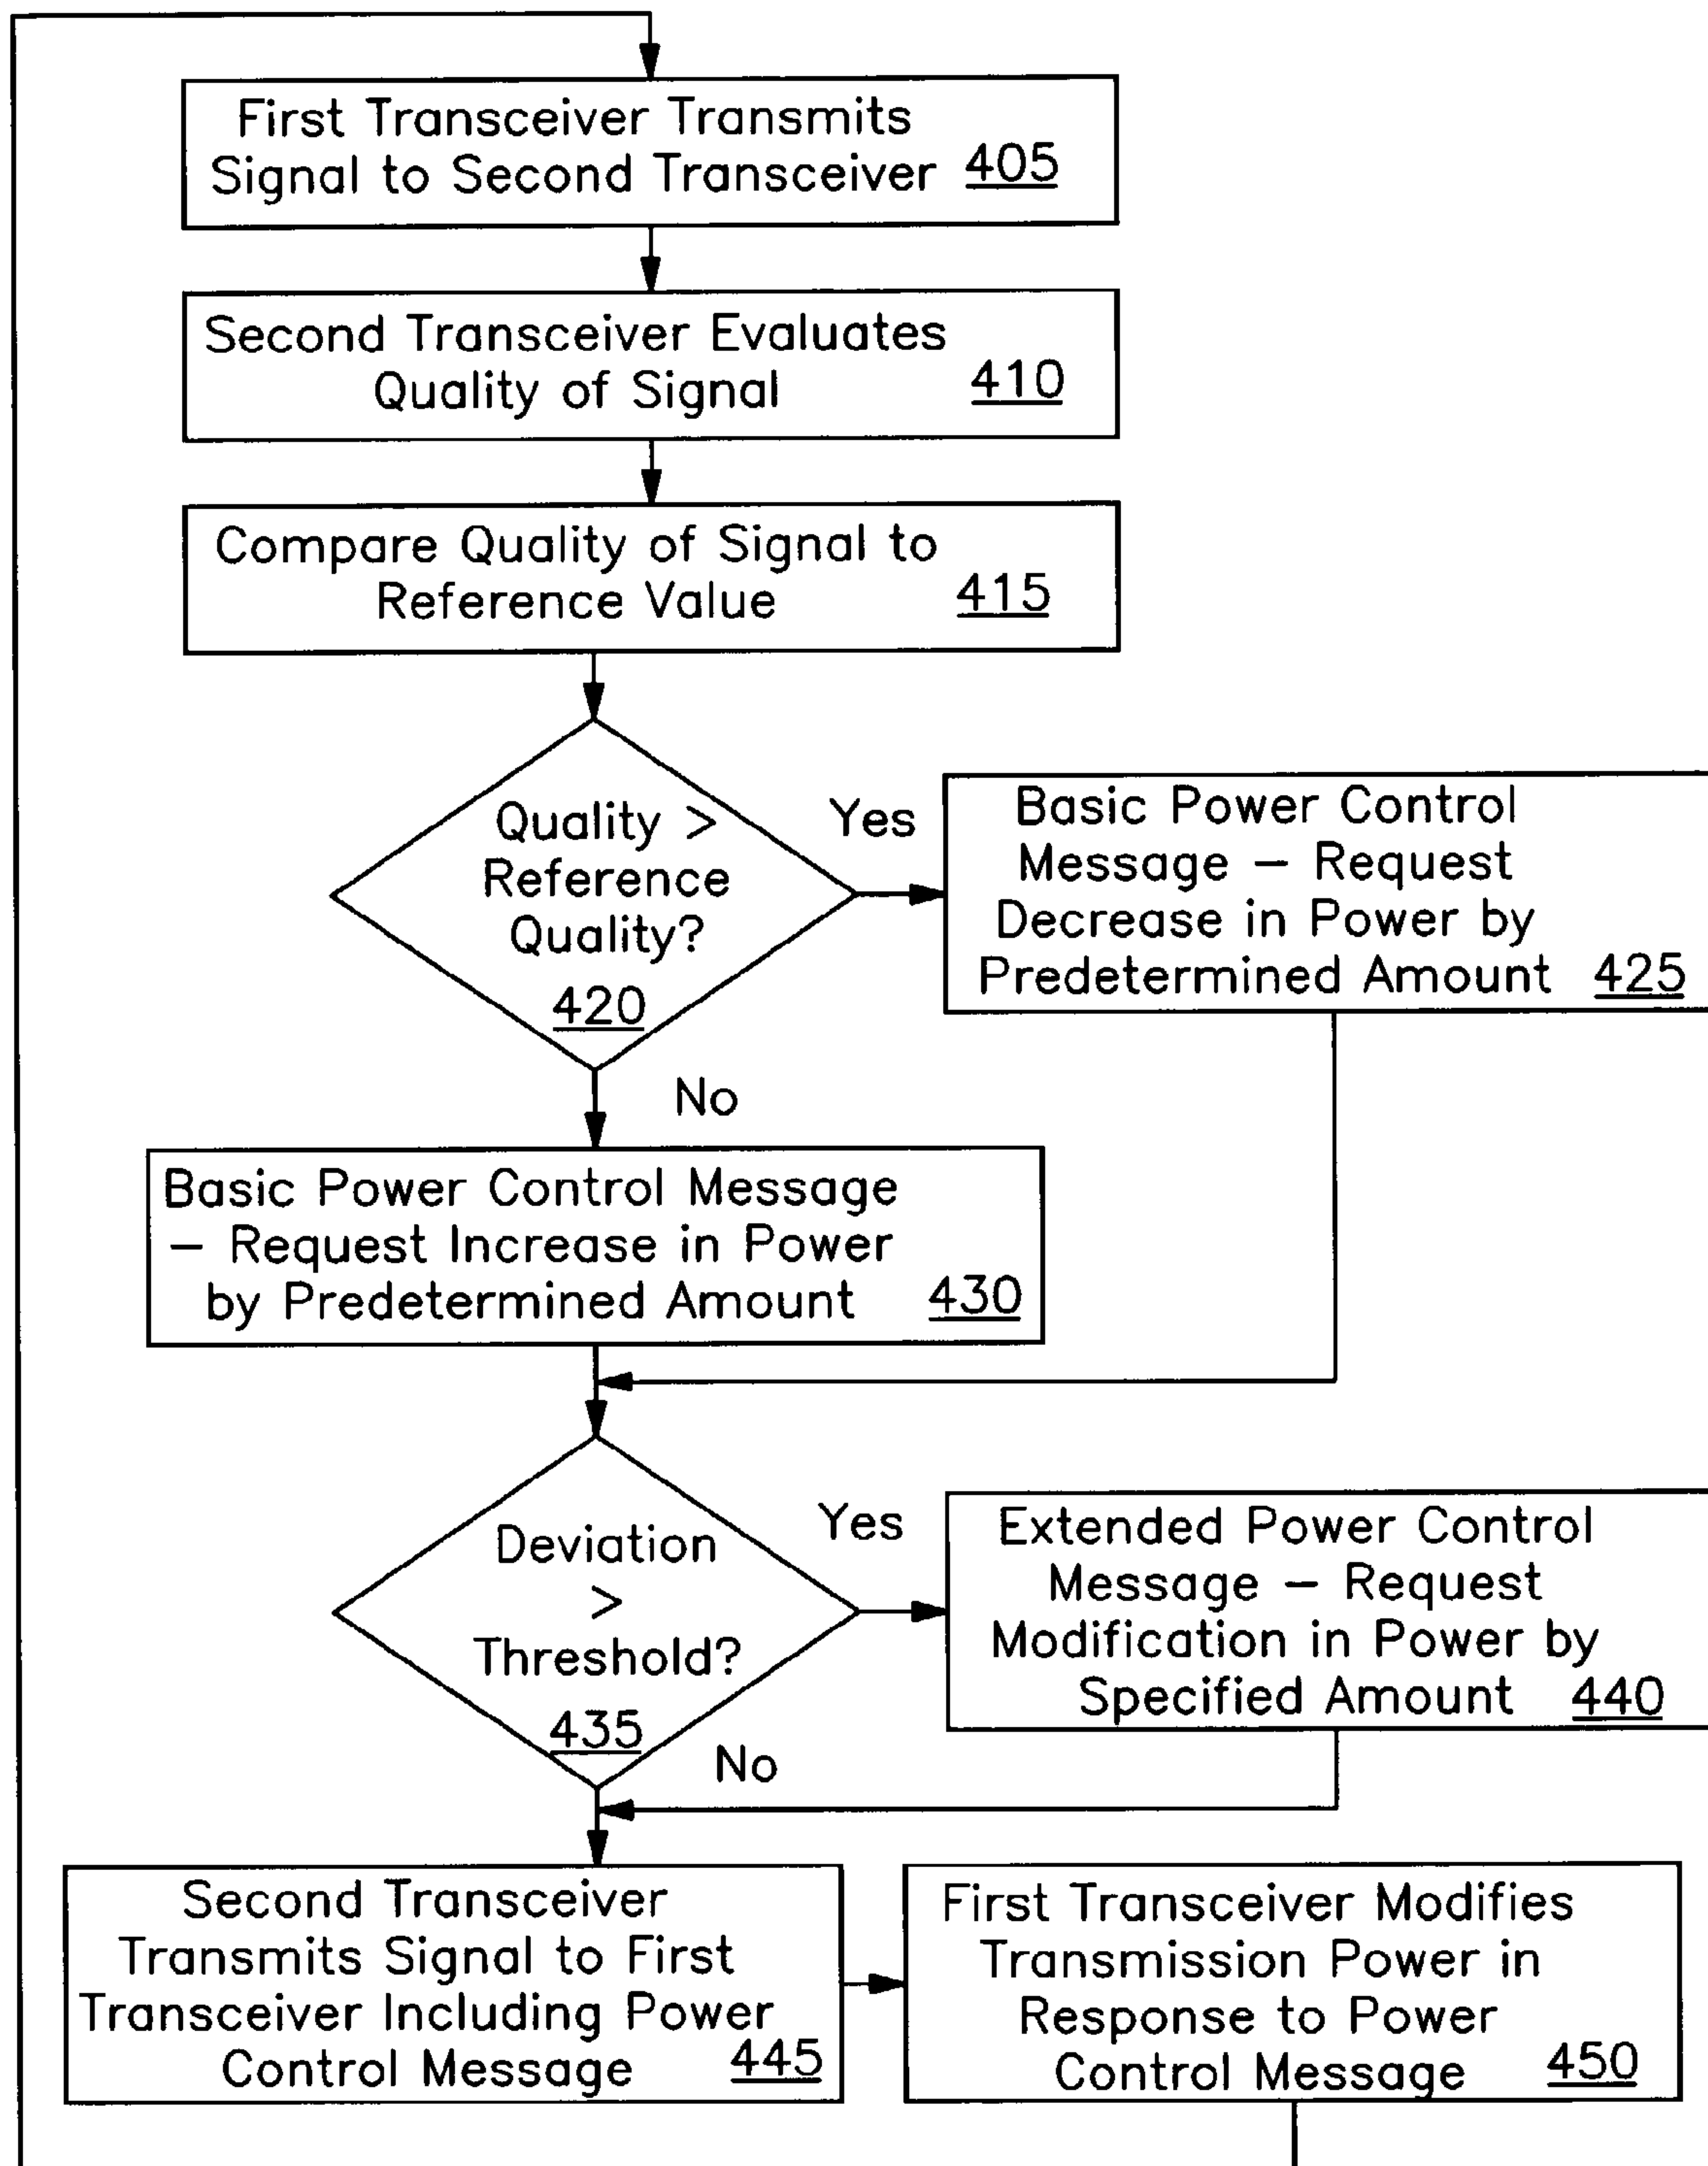 First Transceiver Transmits
Signal to Second Transceiver 405
Second Transceiver Evaluates
Quality of Signal 410
Compare Quality of Signal to
Reference Value 415
Quality >
Reference
Quality?
420
Yes
Basic Power Control
Message – Request
Decrease in Power by
Predetermined Amount 425
No
Basic Power Control Message
– Request Increase in Power
by Predetermined Amount 430
Deviation
>
Threshold?
435
Yes
Extended Power Control
Message – Request
Modification in Power by
Specified Amount 440
No
Second Transceiver
Transmits Signal to First
Transceiver Including Power
Control Message 445
First Transceiver Modifies
Transmission Power in
Response to Power
Control Message 450